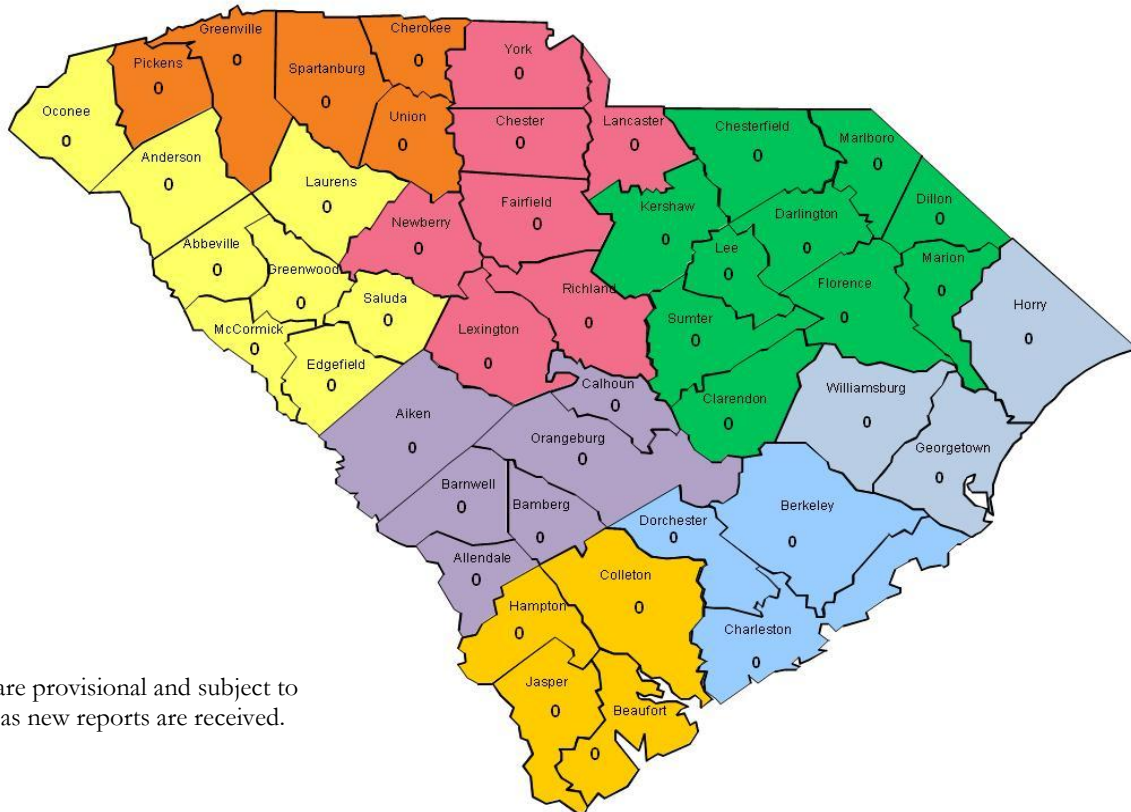 Greenville
0
Cherokee
0
York
0
Pickens
0
Spartanburg
0
Oconee
0
Union
0
Chester
0
Lancaster
0
Chesterfield
0
Marlboro
0
Anderson
0
Laurens
0
Fairfield
0
Kershaw
0
Darlington
0
Dillon
0
Newberry
0
Abbeville
0
Greenwood
0
Lee
0
Marion
0
Saluda
0
Richland
0
Florence
0
Horry
0
McCormick
0
Lexington
0
Sumter
0
Edgefield
0
Calhoun
0
Clarendon
0
Williamsburg
0
Aiken
0
Orangeburg
0
Georgetown
0
Barnwell
0
Bamberg
0
Dorchester
0
Berkeley
0
Allendale
0
Colleton
0
Hampton
0
Charleston
0
Jasper
0
Beaufort
0
are provisional and subject to
as new reports are received.